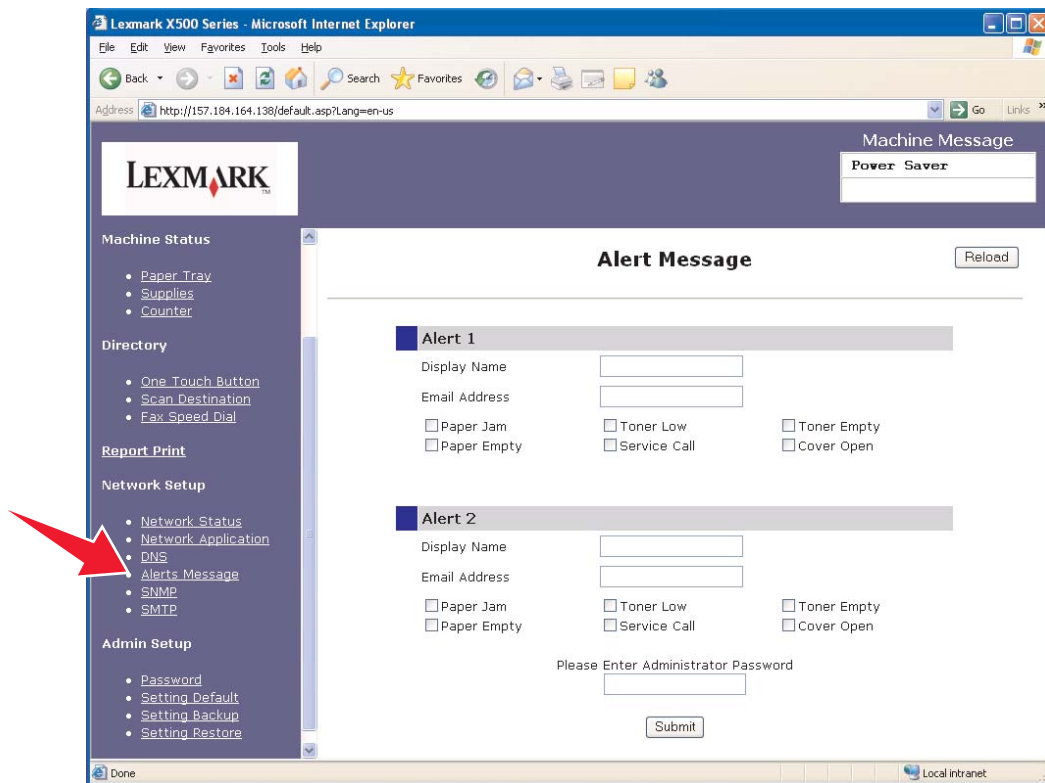 Lexmark X500 Series - Microsoft Internet Explorer
File Edit View Favorites Tools Help
Back Search Favorites
Address http://157.184.164.138/default.asp?Lang=en-us Go Links »
LEXMARK™
Machine Message
Power Saver
Machine Status
• Paper Tray
• Supplies
• Counter
Directory
• One Touch Button
• Scan Destination
• Fax Speed Dial
Report Print
Network Setup
• Network Status
• Network Application
• DNS
• Alerts Message
• SNMP
• SMTP
Admin Setup
• Password
• Setting Default
• Setting Backup
• Setting Restore
Alert Message
Reload
Alert 1
Display Name
Email Address
Paper Jam Toner Low Toner Empty
Paper Empty Service Call Cover Open
Alert 2
Display Name
Email Address
Paper Jam Toner Low Toner Empty
Paper Empty Service Call Cover Open
Please Enter Administrator Password
Submit
Done Local intranet